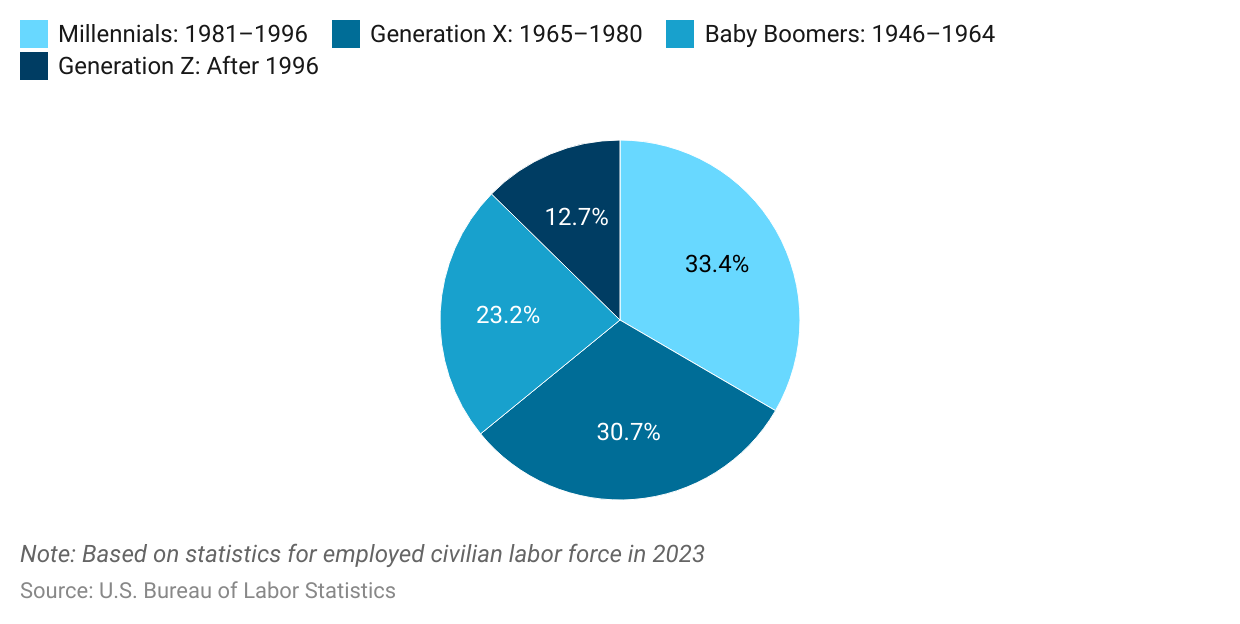 Millennials: 1981–1996 Generation X: 1965–1980 Baby Boomers: 1946–1964
Generation Z: After 1996
12.7%
33.4%
23.2%
30.7%
Note: Based on statistics for employed civilian labor force in 2023
Source: U.S. Bureau of Labor Statistics